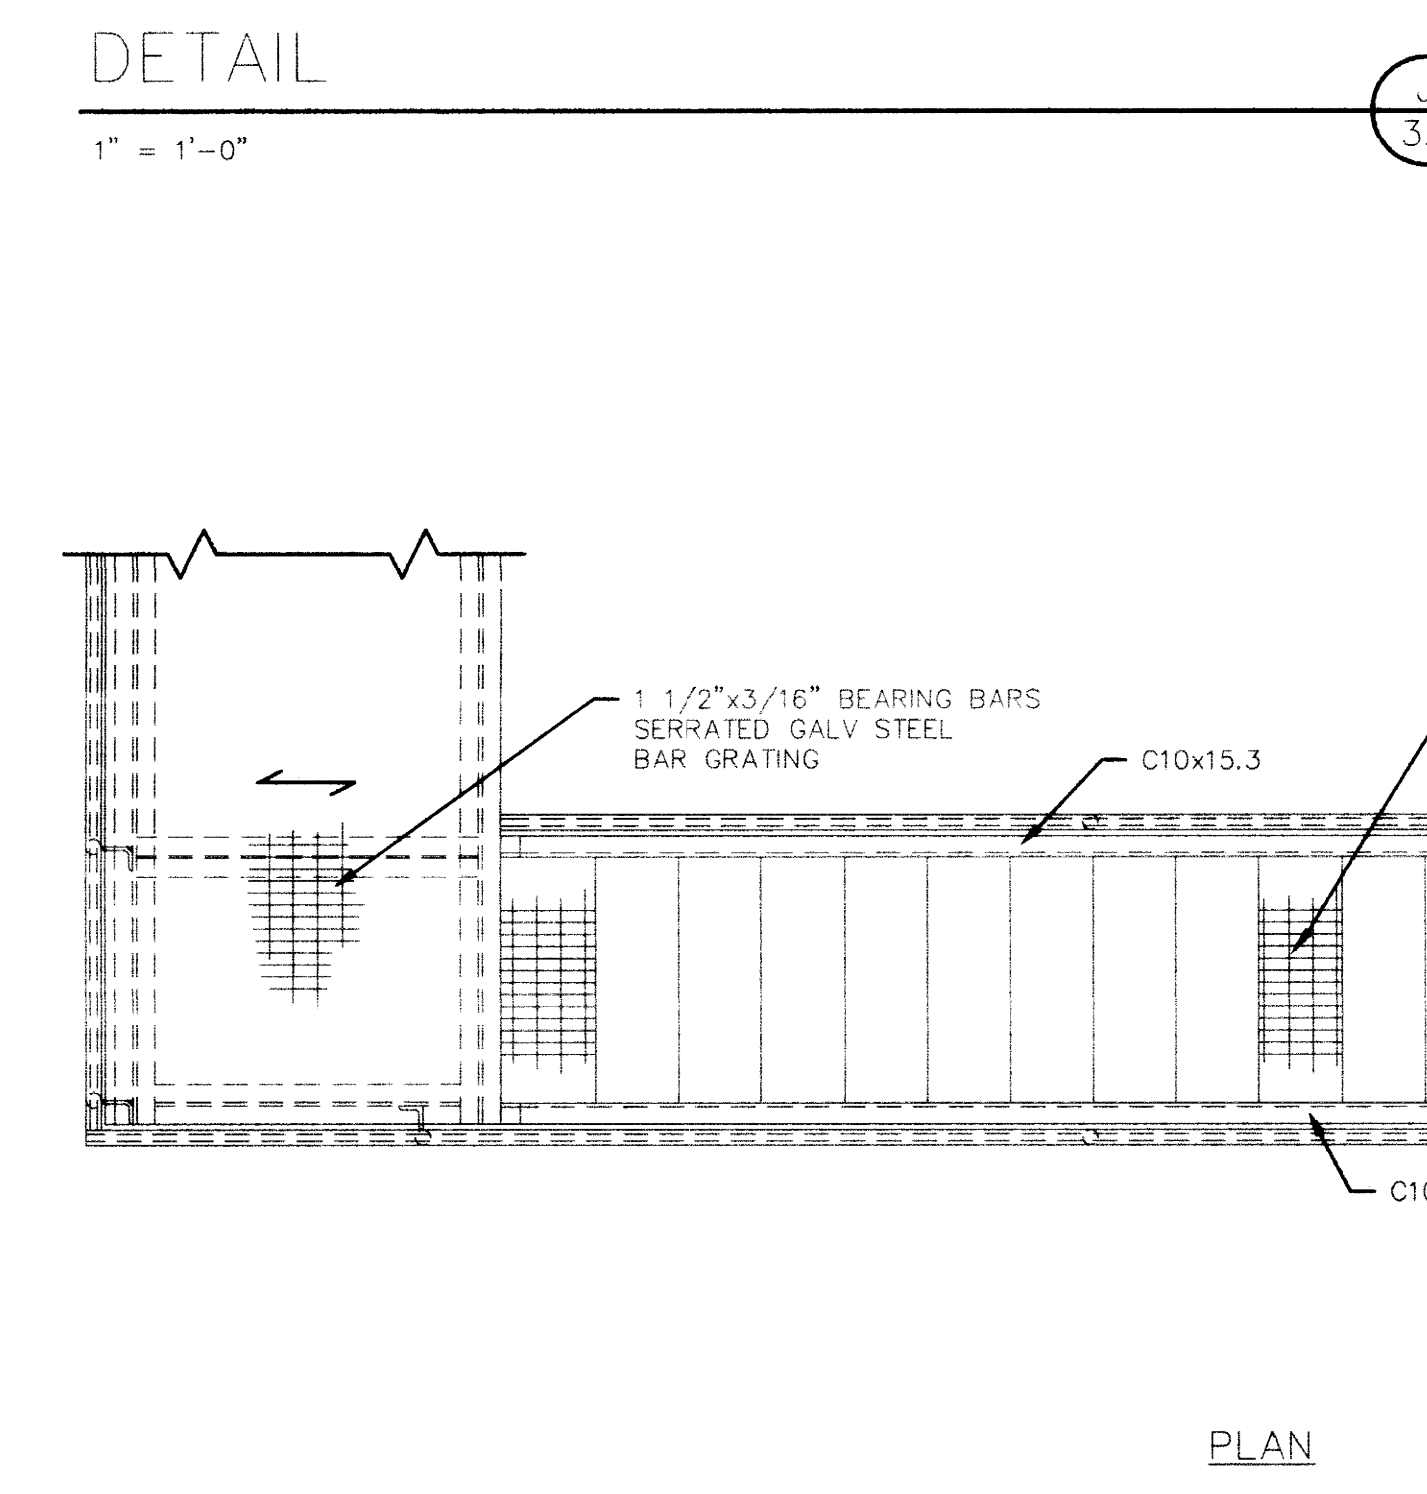 DETAIL
1" = 1'-0"
1 1/2"x3/16" BEARING BARS
SERRATED GALV STEEL
BAR GRATING
C10x15.3
PLAN